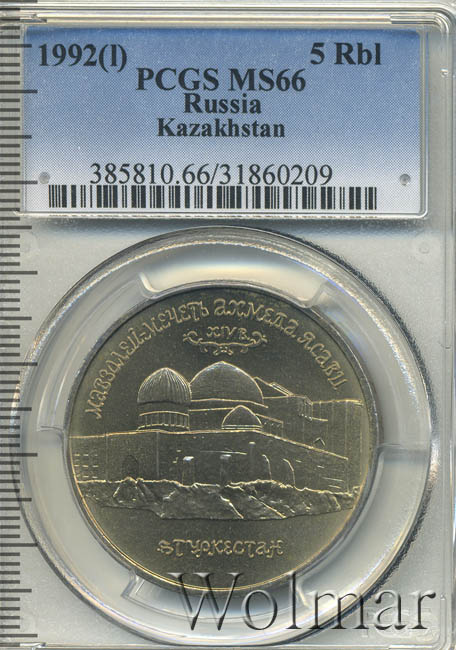 1992(l) 5 Rbl
PCGS MS66
Russia
Kazakhstan
385810.66/31860209
МАВЗОЛЕЙ-МЕЧЕТЬ АХМЕДА ЯСАВИ
XIV В.
Г. ТУРКЕСТАН
Wolmar